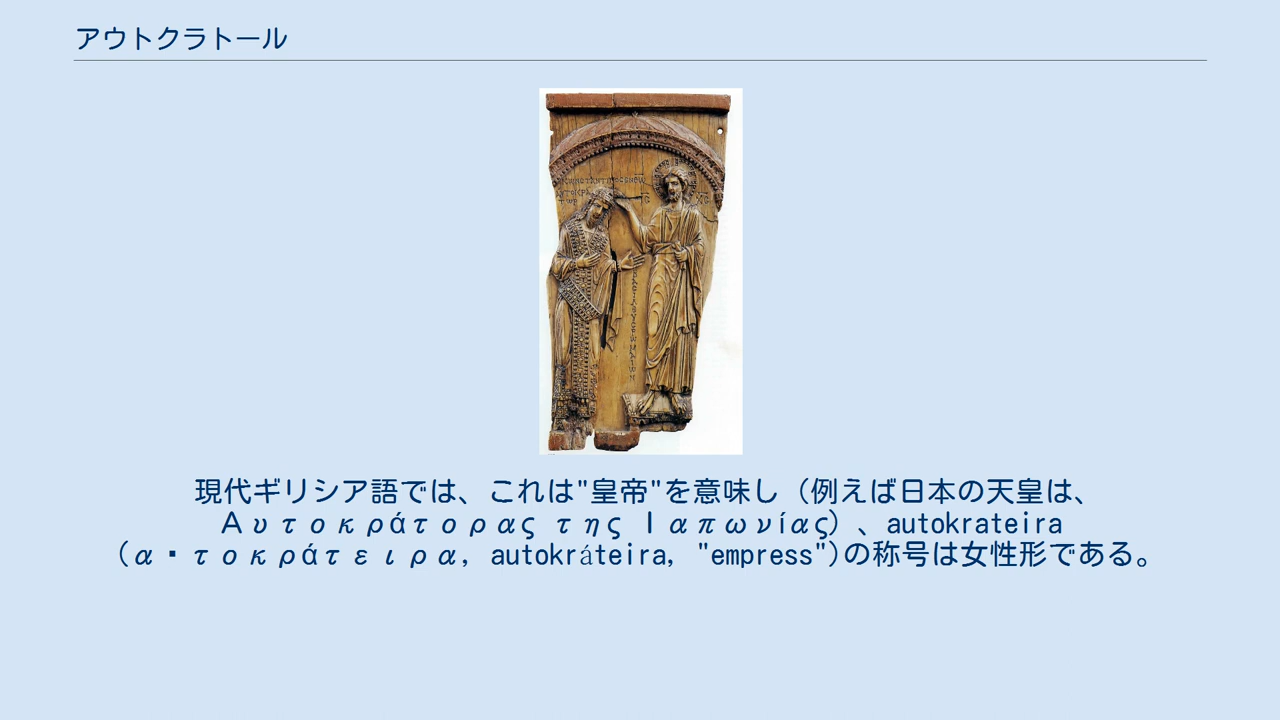 アウトクラトール
現代ギリシア語では、これは"皇帝"を意味し（例えば日本の天皇は、
Αυτοκράτορας της Ιαπωνίας）、autokrateira
(α▪τοκράτειρα, autokráteira, "empress")の称号は女性形である。